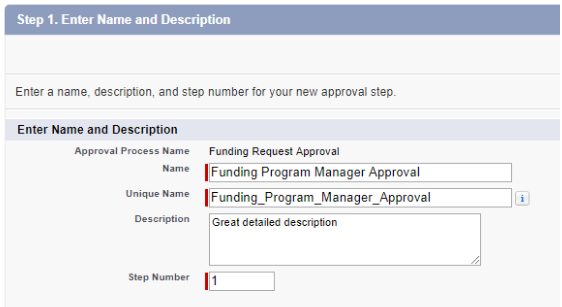 Step 1. Enter Name and Description
Enter a name, description, and step number for your new approval step.
Enter Name and Description
Approval Process Name Funding Request Approval
Name Funding Program Manager Approval
Unique Name Funding_Program_Manager_Approval i
Description Great detailed description
Step Number 1